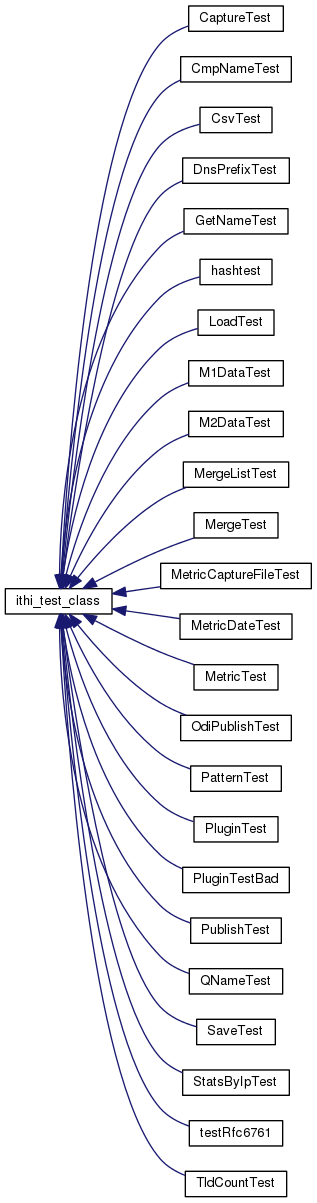 CaptureTest
CmpNameTest
CsvTest
DnsPrefixTest
GetNameTest
hashtest
LoadTest
M1DataTest
M2DataTest
MergeListTest
MergeTest
MetricCaptureFileTest
ithi_test_class
MetricDateTest
MetricTest
OdiPublishTest
PatternTest
PluginTest
PluginTestBad
PublishTest
QNameTest
SaveTest
StatsByIpTest
testRfc6761
TldCountTest